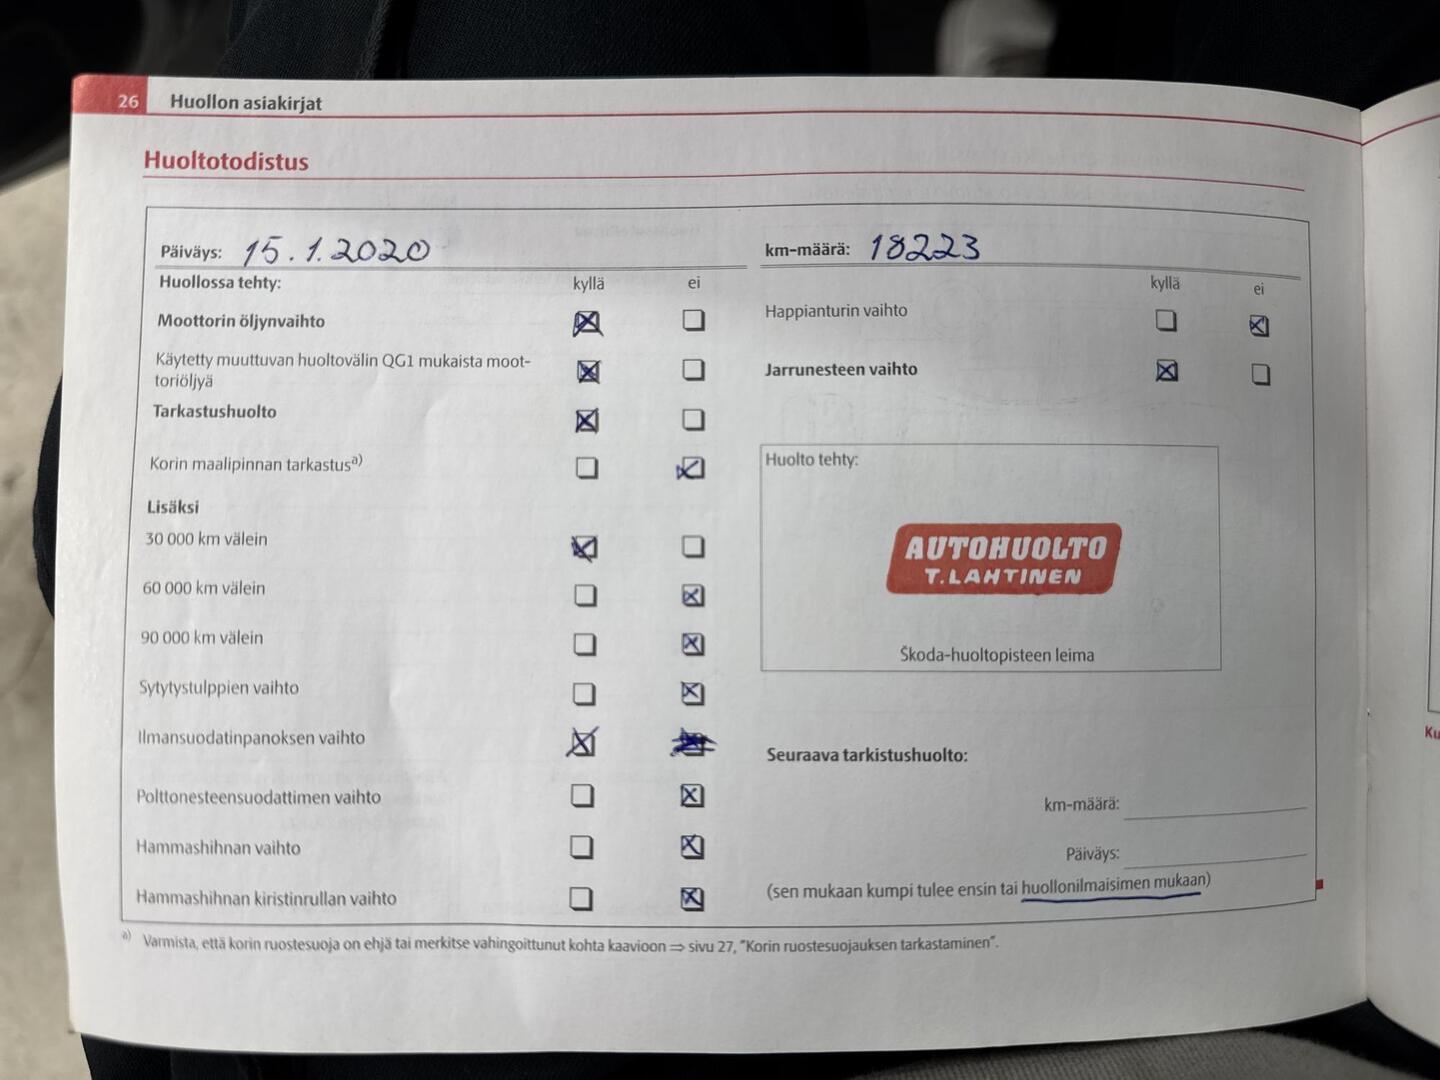 26 Huollon asiakirjat
Huoltotodistus
Päiväys: 15.1.2020
Huollossa tehty: kyllä ei
Moottorin öljynvaihto
Käytetty muuttuvan huoltovälin QG1 mukaista moot-
toriöljyä
Tarkastushuolto
Korin maalipinnan tarkastus a)
Lisäksi
30 000 km välein
60 000 km välein
90 000 km välein
Sytytystulppien vaihto
Ilmansuodatinpanoksen vaihto
Polttonesteensuodattimen vaihto
Hammashihnan vaihto
Hammashihnan kiristinrullan vaihto
km-määrä: 18223
kyllä ei
Happianturin vaihto
Jarrunesteen vaihto
Huolto tehty:
AUTOHUOLTO
T.LAHTINEN
Škoda-huoltopisteen leima
Seuraava tarkistushuolto:
km-määrä:
Päiväys:
(sen mukaan kumpi tulee ensin tai huollonilmaisimen mukaan)
a) Varmista, että korin ruostesuoja on ehjä tai merkitse vahingoittunut kohta kaavioon ⇒ sivu 27, "Korin ruostesuojauksen tarkastaminen".
Ku